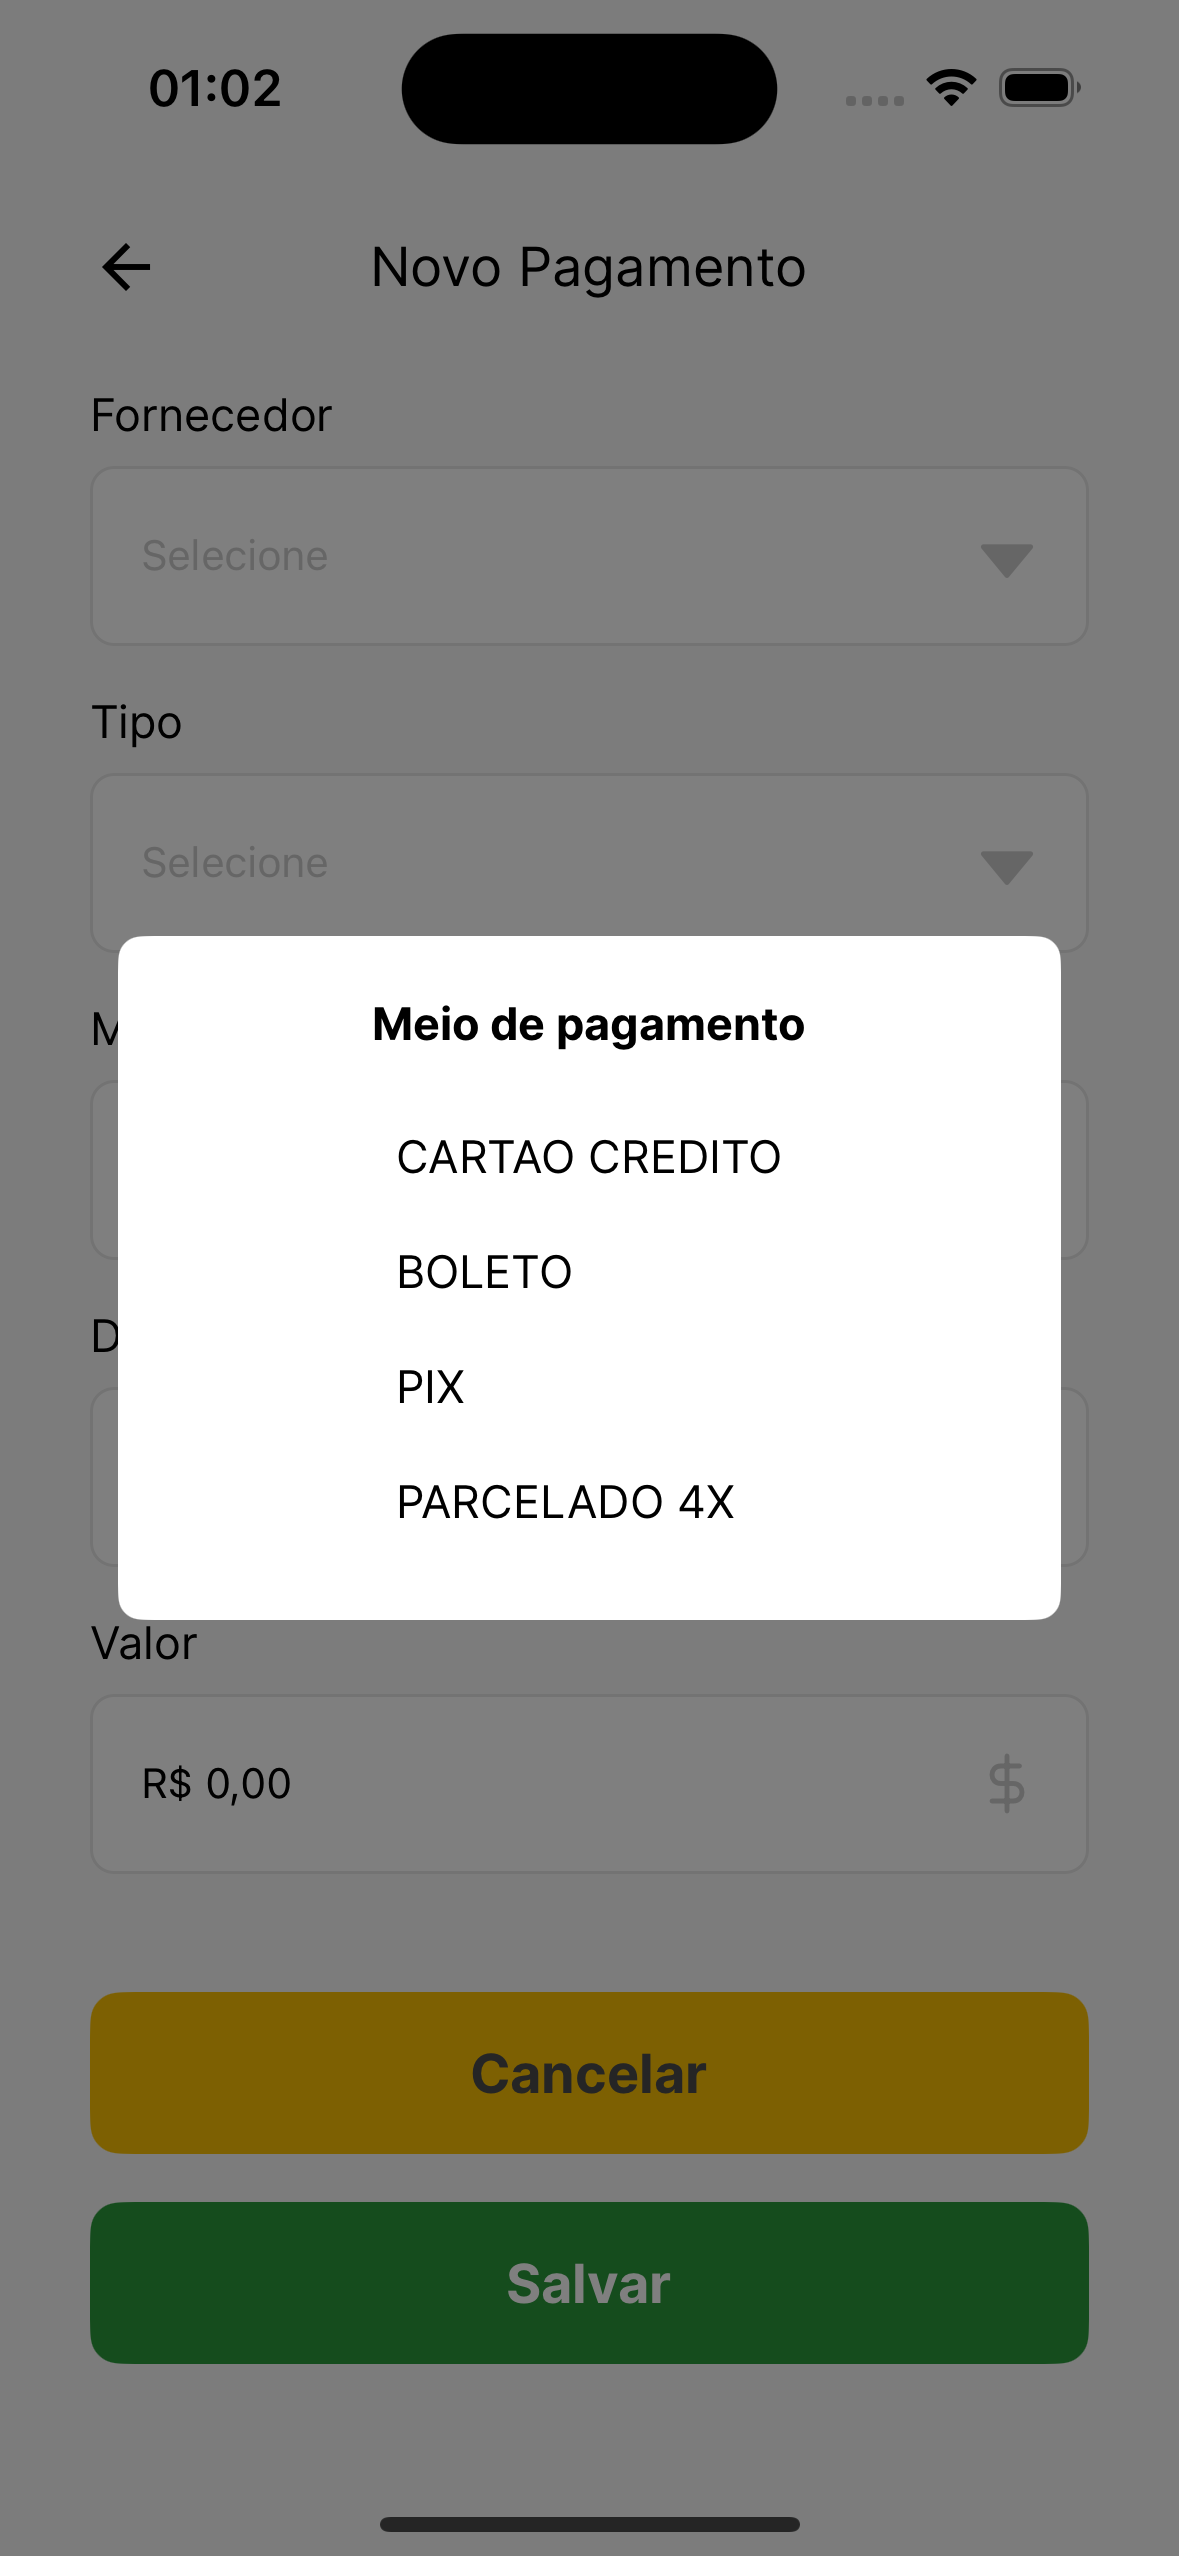 01:02
Novo Pagamento
Fornecedor
Selecione
Tipo
Selecione
Meio de pagamento
CARTAO CREDITO
BOLETO
PIX
PARCELADO 4X
Valor
R$ 0,00
Cancelar
Salvar